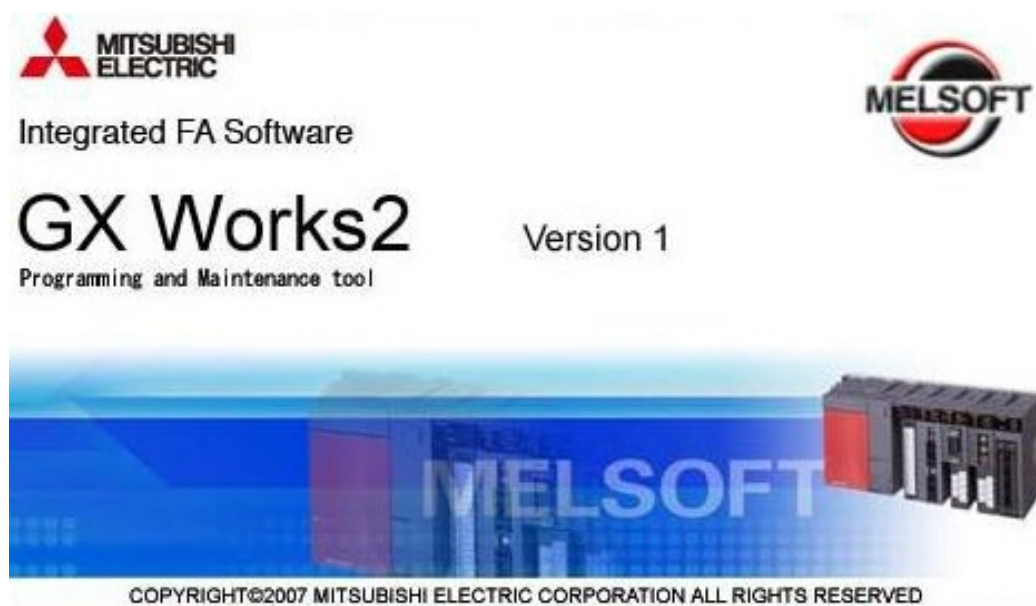 MITSUBISHI
ELECTRIC
MELSOFT
Integrated FA Software
GX Works2 Version 1
Programming and Maintenance tool
MELSOFT
COPYRIGHT©2007 MITSUBISHI ELECTRIC CORPORATION ALL RIGHTS RESERVED